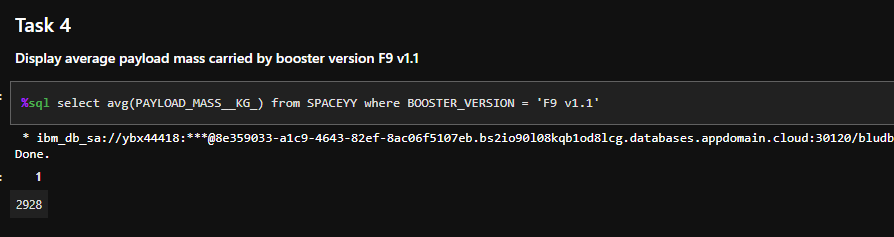 Task 4
Display average payload mass carried by booster version F9 v1.1
%sql select avg(PAYLOAD_MASS__KG_) from SPACEYY where BOOSTER_VERSION = 'F9 v1.1'
* ibm_db_sa://ybx44418:***@8e359033-a1c9-4643-82ef-8ac06f5107eb.bs2io90l08kqb1od8lcg.databases.appdomain.cloud:30120/bludb
Done.
1
2928